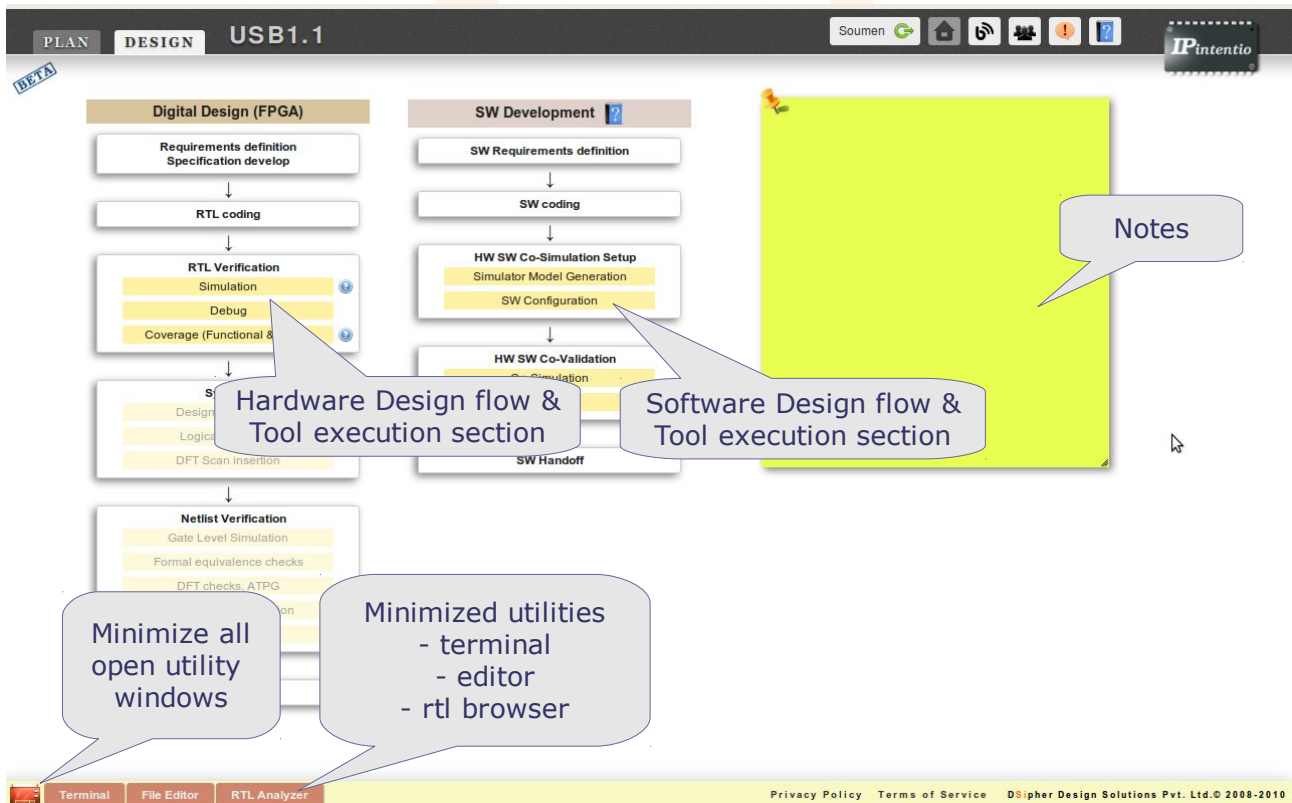 PLAN
DESIGN
USB1.1
Soumen
IPintentio
BETA
Digital Design (FPGA)
Requirements definition
Specification develop
RTL coding
RTL Verification
Simulation
Debug
Coverage (Functional &
Design
Logica
DFT Scan insertion
Netlist Verification
Gate Level Simulation
Formal equivalence checks
DFT checks, ATPG
on
SW Development
SW Requirements definition
SW coding
HW SW Co-Simulation Setup
Simulator Model Generation
SW Configuration
HW SW Co-Validation
Co-Simulation
SW Handoff
Notes
Hardware Design flow &
Tool execution section
Software Design flow &
Tool execution section
Minimize all
open utility
windows
Minimized utilities
- terminal
- editor
- rtl browser
Terminal
File Editor
RTL Analyzer
Privacy Policy
Terms of Service
DSipher Design Solutions Pvt. Ltd.© 2008-2010